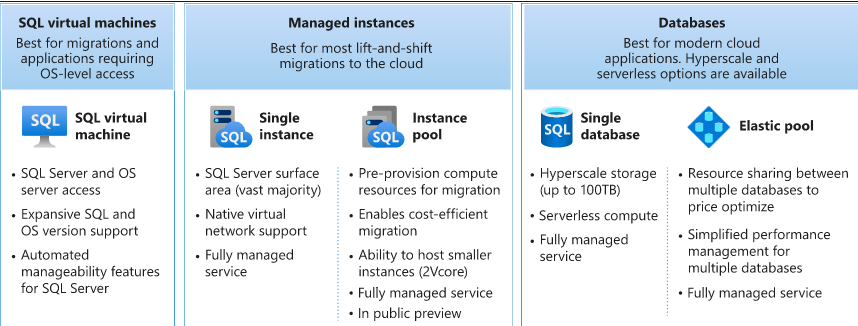 SQL virtual machines
Best for migrations and
applications requiring
OS-level access
SQL
SQL virtual
machine
• SQL Server and OS
server access
• Expansive SQL and
OS version support
• Automated
manageability features
for SQL Server
Managed instances
Best for most lift-and-shift
migrations to the cloud
SQL
Single
instance
• SQL Server surface
area (vast majority)
• Native virtual
network support
• Fully managed
service
SQL
Instance
pool
• Pre-provision compute
resources for migration
• Enables cost-efficient
migration
• Ability to host smaller
instances (2Vcore)
• Fully managed service
• In public preview
Databases
Best for modern cloud
applications. Hyperscale and
serverless options are available
SQL
Single
database
• Hyperscale storage
(up to 100TB)
• Serverless compute
• Fully managed
service
Elastic pool
• Resource sharing between
multiple databases to
price optimize
• Simplified performance
management for
multiple databases
• Fully managed service